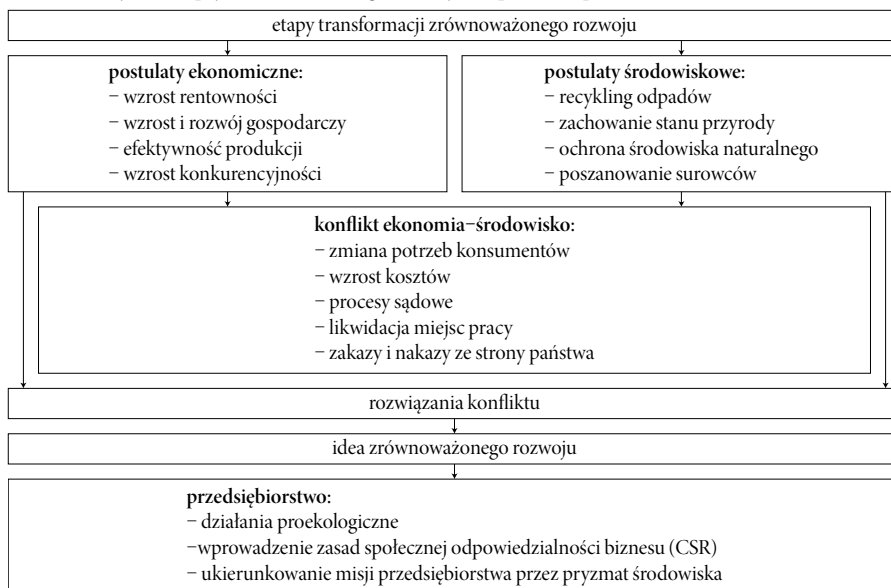 etapy transformacji zrównoważonego rozwoju
postulaty ekonomiczne:
– wzrost rentowności
– wzrost i rozwój gospodarczy
– efektywność produkcji
– wzrost konkurencyjności
postulaty środowiskowe:
– recykling odpadów
– zachowanie stanu przyrody
– ochrona środowiska naturalnego
– poszanowanie surowców
konflikt ekonomia–środowisko:
– zmiana potrzeb konsumentów
– wzrost kosztów
– procesy sądowe
– likwidacja miejsc pracy
– zakazy i nakazy ze strony państwa
rozwiązania konfliktu
idea zrównoważonego rozwoju
przedsiębiorstwo:
– działania proekologiczne
–wprowadzenie zasad społecznej odpowiedzialności biznesu (CSR)
– ukierunkowanie misji przedsiębiorstwa przez pryzmat środowiska